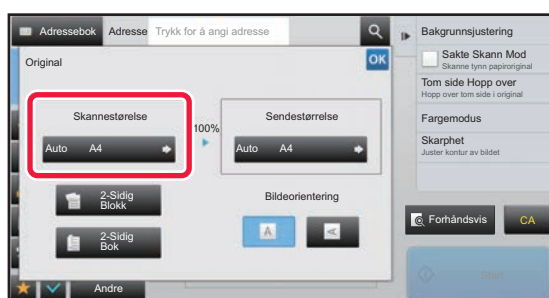 Adressebok
Adresse
Trykk for å angi adresse
Original
OK
Skannestørelse
Auto A4
100%
Sendestørrelse
Auto A4
2-Sidig
Blokk
2-Sidig
Bok
Bildeorientering
A
A
Andre
Bakgrunnsjustering
Sakte Skann Mod
Skanne tynn papiroriginal
Tom side Hopp over
Hopp over tom side i original
Fargemodus
Skarphet
Juster kontur av bildet
Forhåndsvis
CA
Start